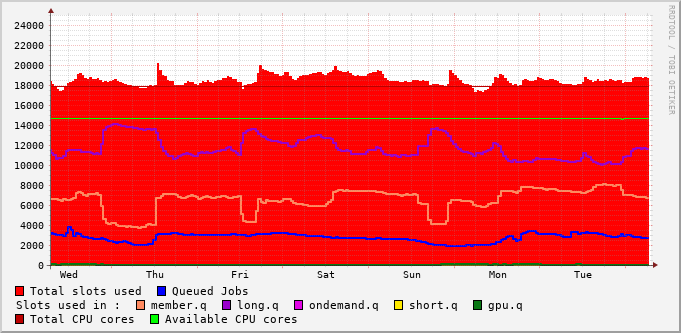 24000
22000
20000
18000
16000
14000
12000
10000
8000
6000
4000
2000
0
Wed Thu Fri Sat Sun Mon Tue
RRDTOOL / TOBI OETIKER
Total slots used Queued Jobs
Slots used in : member.q long.q ondemand.q short.q gpu.q
Total CPU cores Available CPU cores